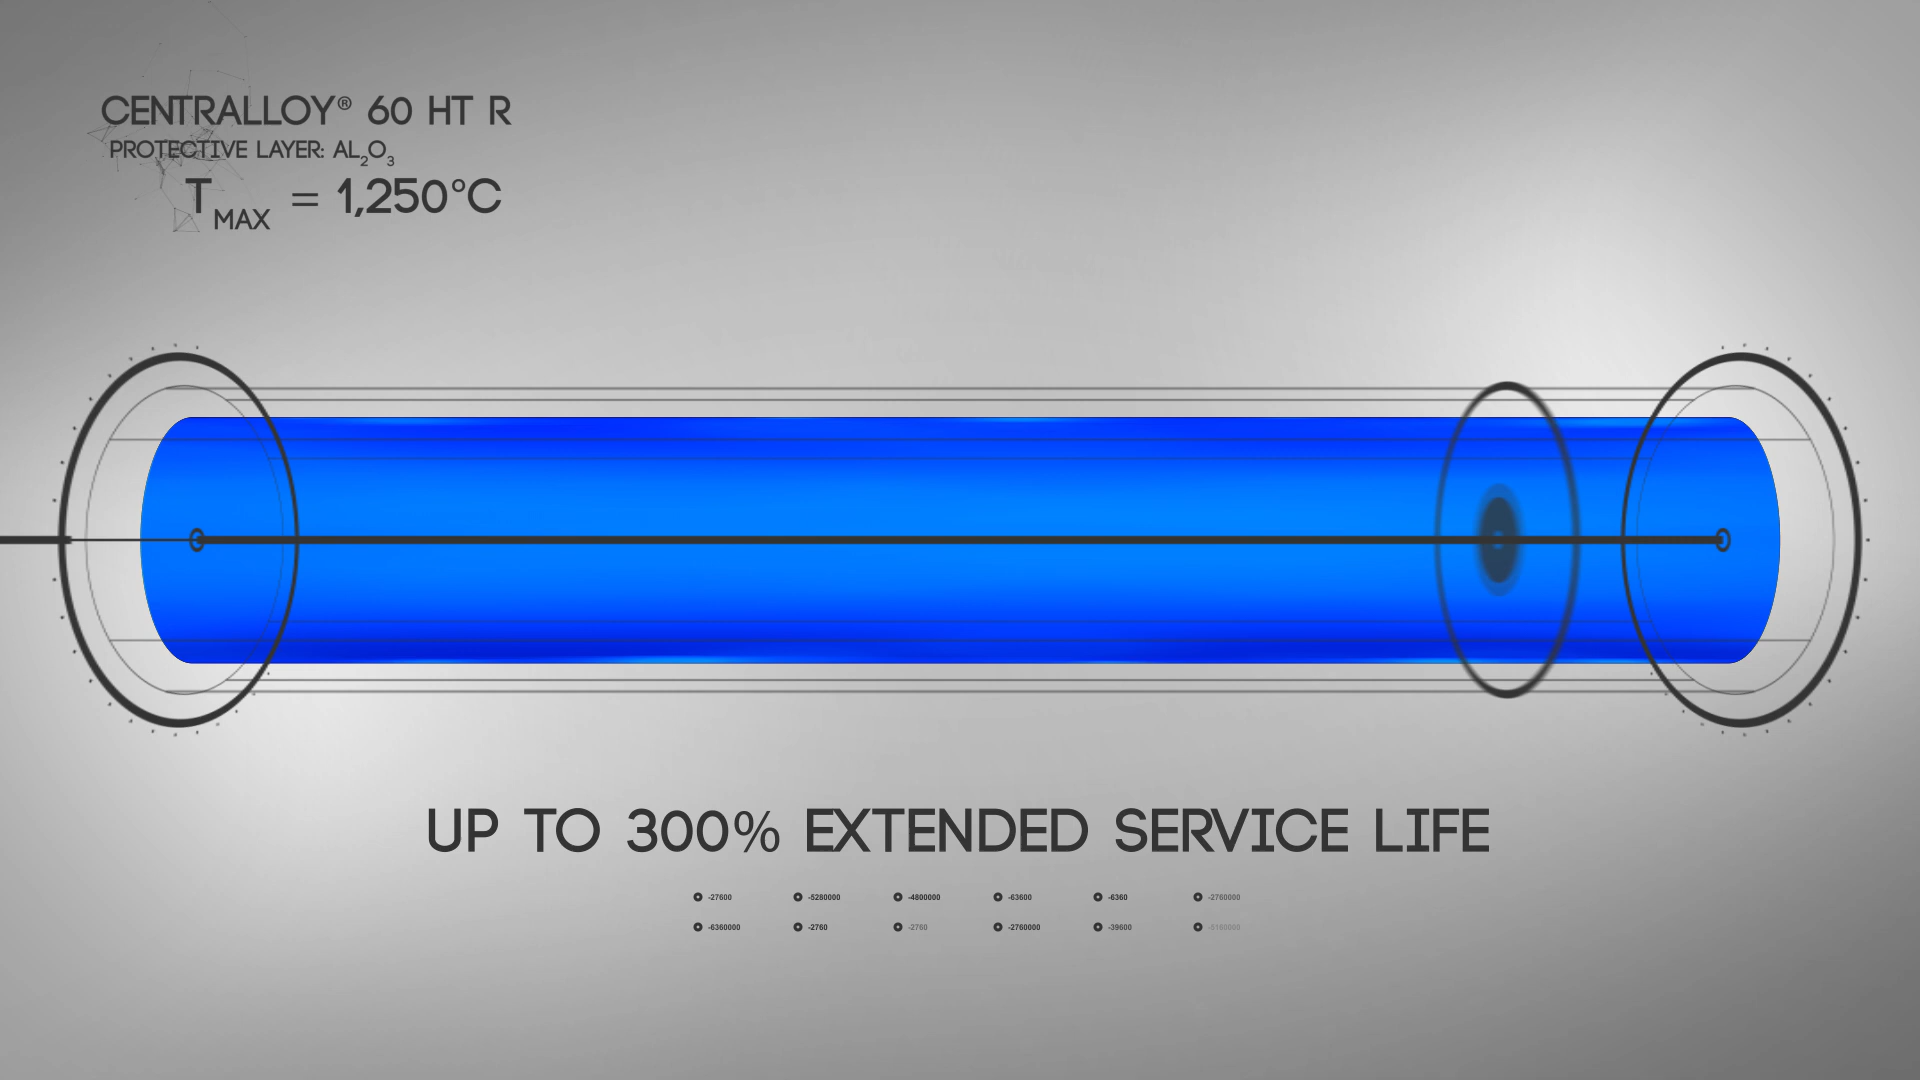 CENTRALLOY® 60 HT R
PROTECTIVE LAYER: AL₂O₃
T MAX = 1,250°C
UP TO 300% EXTENDED SERVICE LIFE
-27600 -5280000 -4800000 -63600 -6360 -2760000
-6360000 -2760 -2760 -2760000 -39600